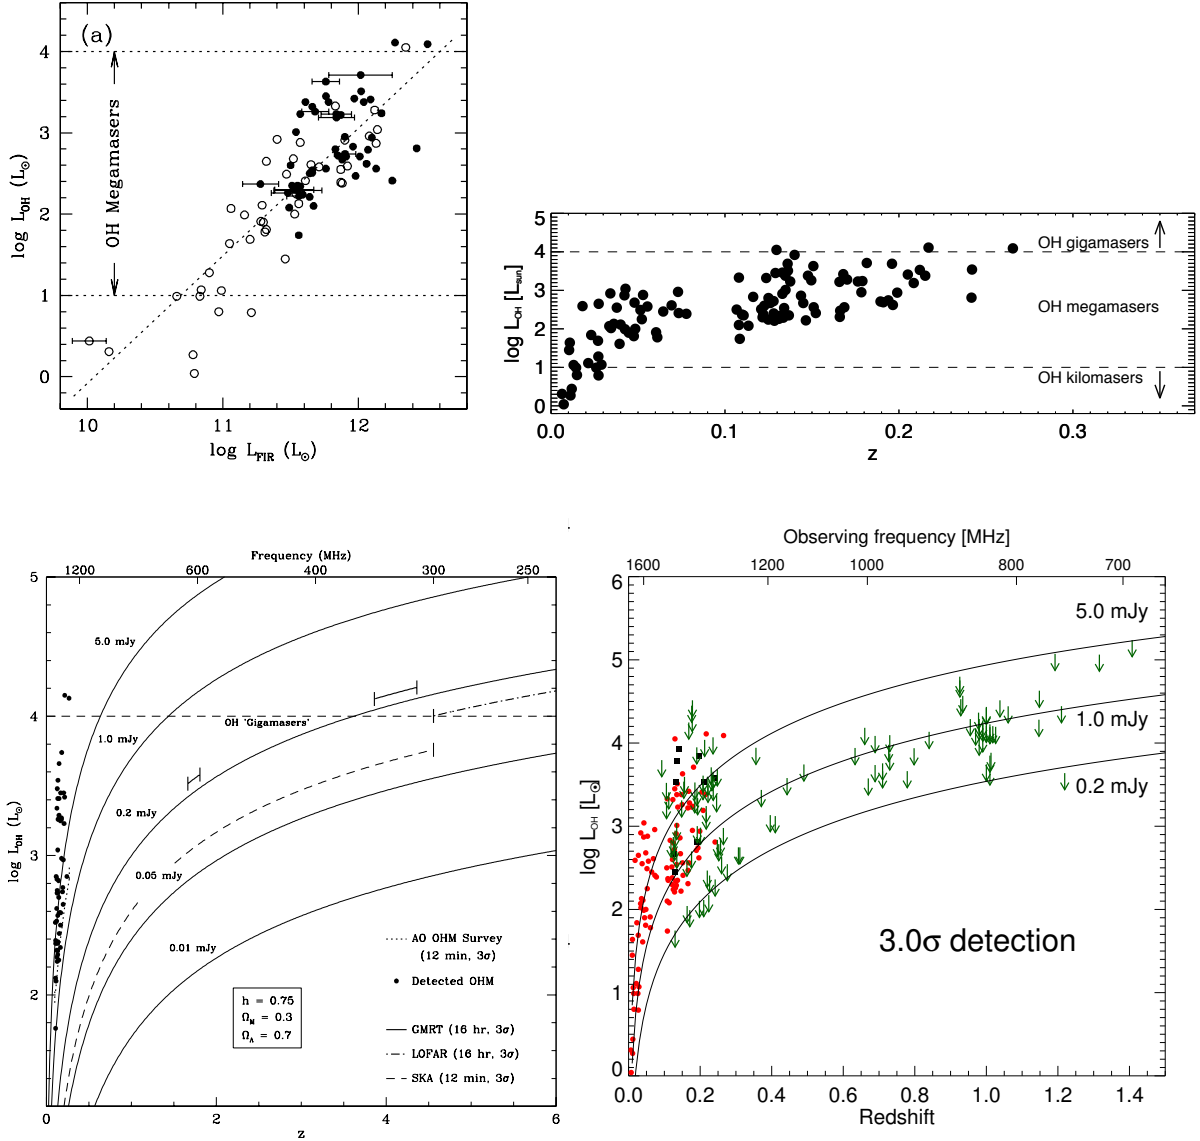 (a)
4
3
2
1
0
log L_OH (L_⊙)
OH Megamasers
10
11
12
log L_FIR (L_⊙)
5
4
3
2
1
0
log L_OH [L_sun]
OH gigamasers
OH megamasers
OH kilomasers
0.0
0.1
0.2
0.3
z
Frequency (MHz)
1200
600
400
300
250
5
4
3
2
log L_OH (L_⊙)
5.0 mJy
1.0 mJy
OH 'Gigamasers'
0.2 mJy
0.05 mJy
0.01 mJy
AO OHM Survey
(12 min, 3σ)
Detected OHM
h = 0.75
Ω_M = 0.3
Ω_Λ = 0.7
GMRT (16 hr, 3σ)
LOFAR (16 hr, 3σ)
SKA (12 min, 3σ)
0
2
4
6
z
Observing frequency [MHz]
1600
1400
1200
1000
800
700
6
5
4
3
2
1
0
log L_OH [L_⊙]
5.0 mJy
1.0 mJy
0.2 mJy
3.0σ detection
0.0
0.2
0.4
0.6
0.8
1.0
1.2
1.4
Redshift